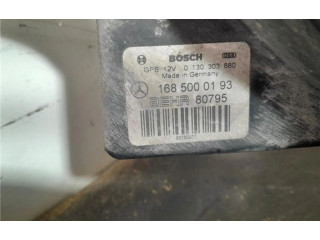 BOSCH
GPB 12V 0 130 303 880
Made in Germany
168 500 01 93
BEHR 80795